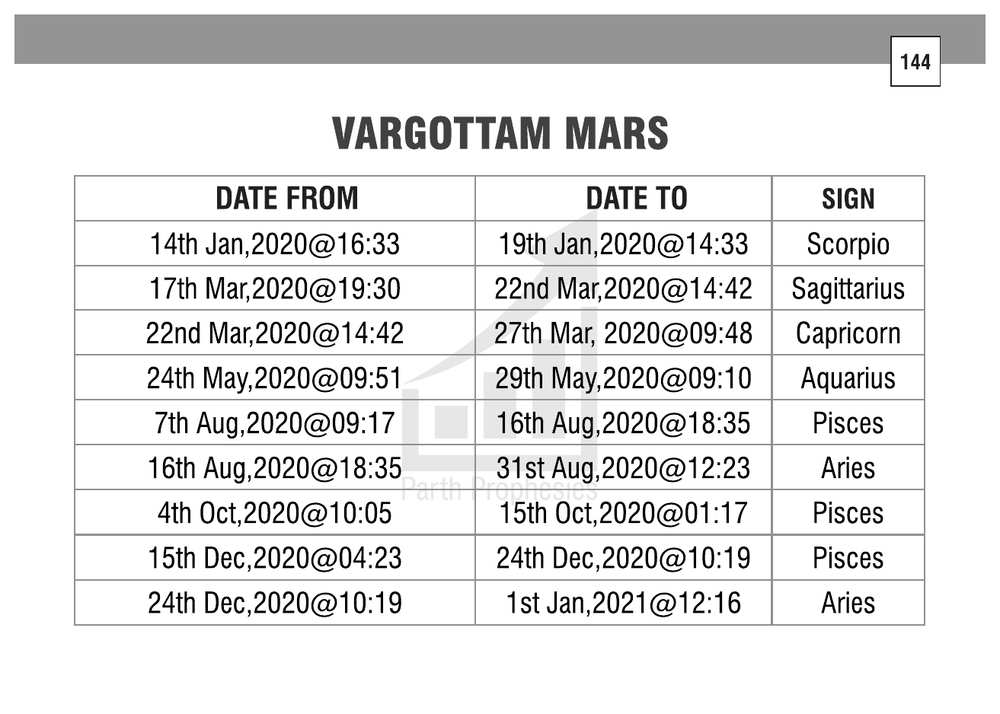 144
VARGOTTAM MARS
DATE FROM DATE TO SIGN
14th Jan,2020@16:33 19th Jan,2020@14:33 Scorpio
17th Mar,2020@19:30 22nd Mar,2020@14:42 Sagittarius
22nd Mar,2020@14:42 27th Mar, 2020@09:48 Capricorn
24th May,2020@09:51 29th May,2020@09:10 Aquarius
7th Aug,2020@09:17 16th Aug,2020@18:35 Pisces
16th Aug,2020@18:35 31st Aug,2020@12:23 Aries
Parth Prophesies
4th Oct,2020@10:05 15th Oct,2020@01:17 Pisces
15th Dec,2020@04:23 24th Dec,2020@10:19 Pisces
24th Dec,2020@10:19 1st Jan,2021@12:16 Aries